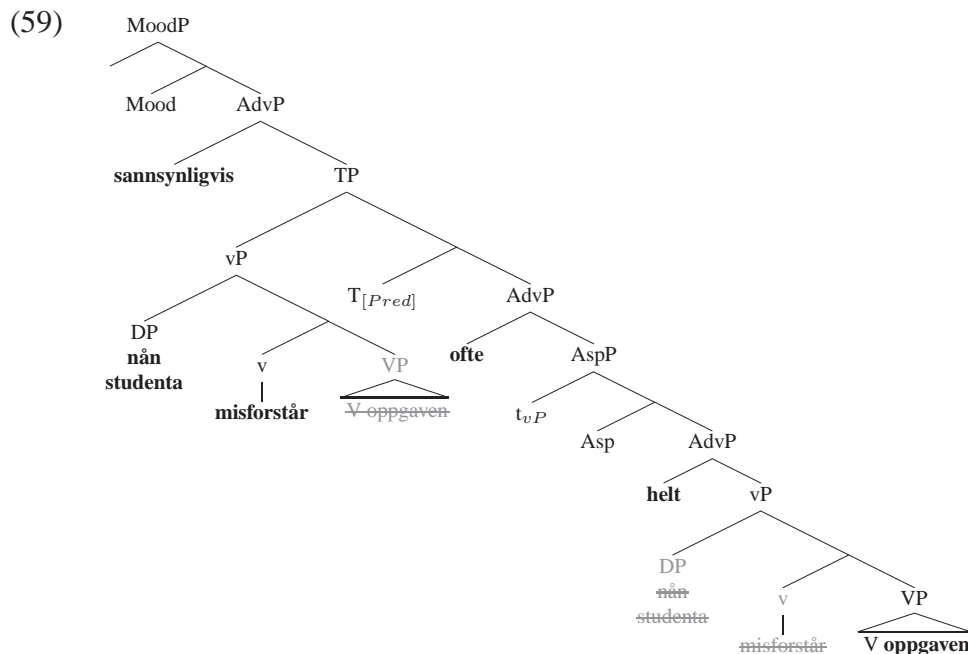 (59)
MoodP
Mood AdvP
sannsynligvis TP
vP
T[Pred] AdvP
DP ofte AspP
nån v VP
studenta misforstår V oppgaven tvP
Asp AdvP
helt vP
DP
nån v VP
studenta misforstår V oppgaven